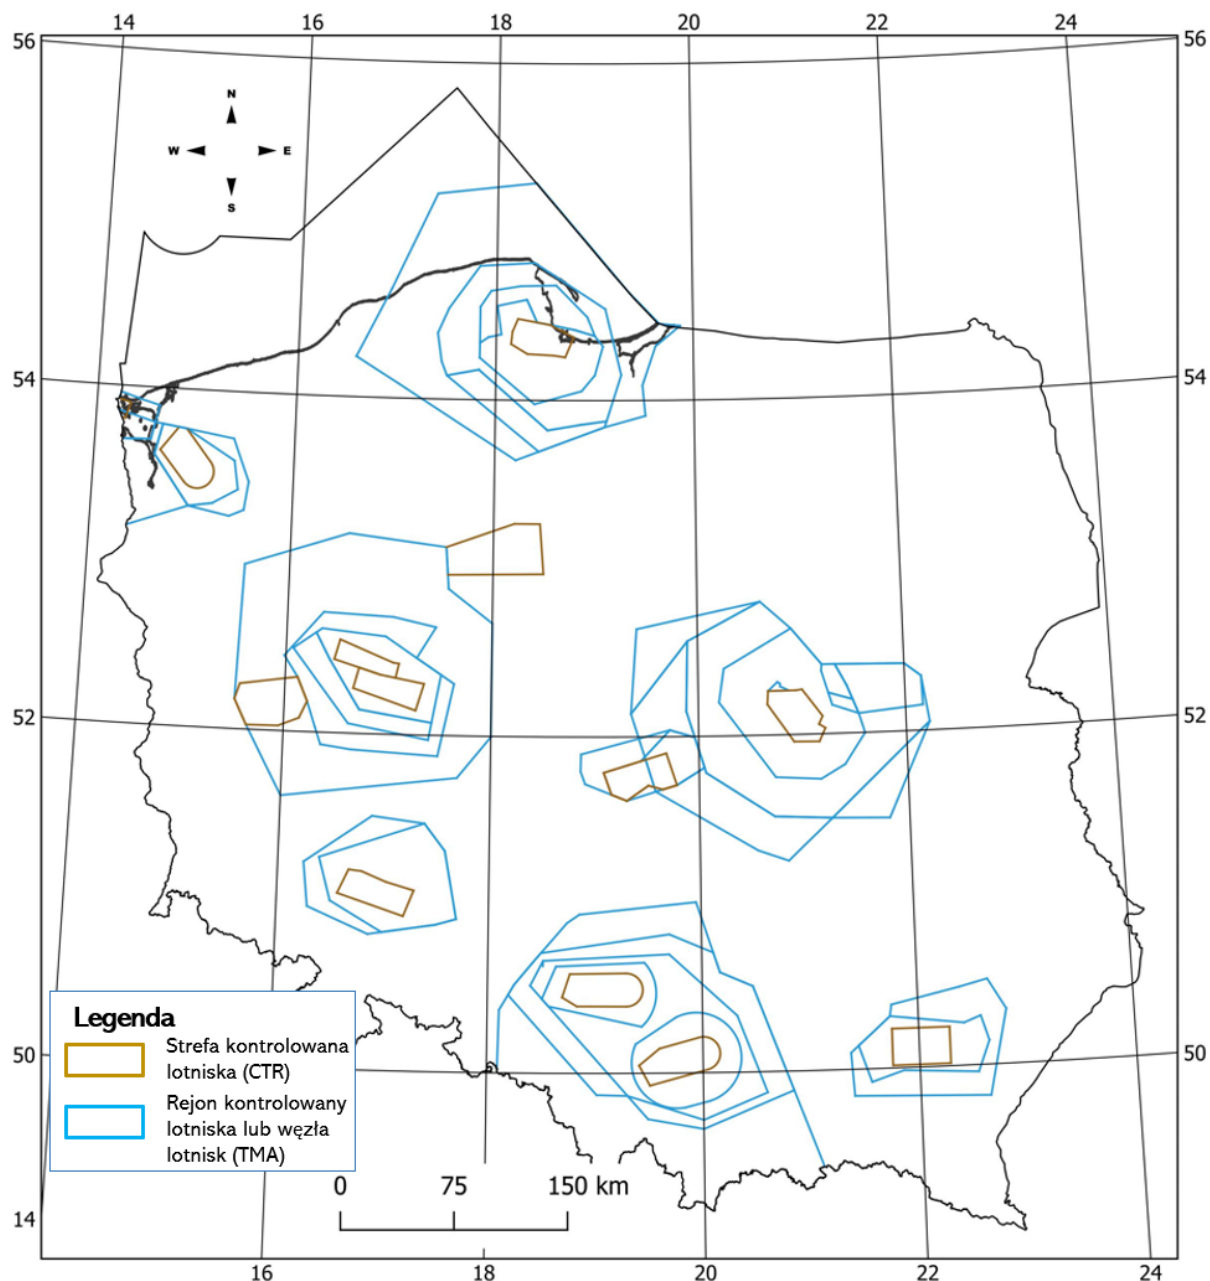 14 16 18 20 22 24
56 56
N
W E
S
54 54
52 52
Legenda
Strefa kontrolowana
lotniska (CTR)
Rejon kontrolowany
lotniska lub węzła
lotnisk (TMA)
50 50
0 75 150 km
14
16 18 20 22 24